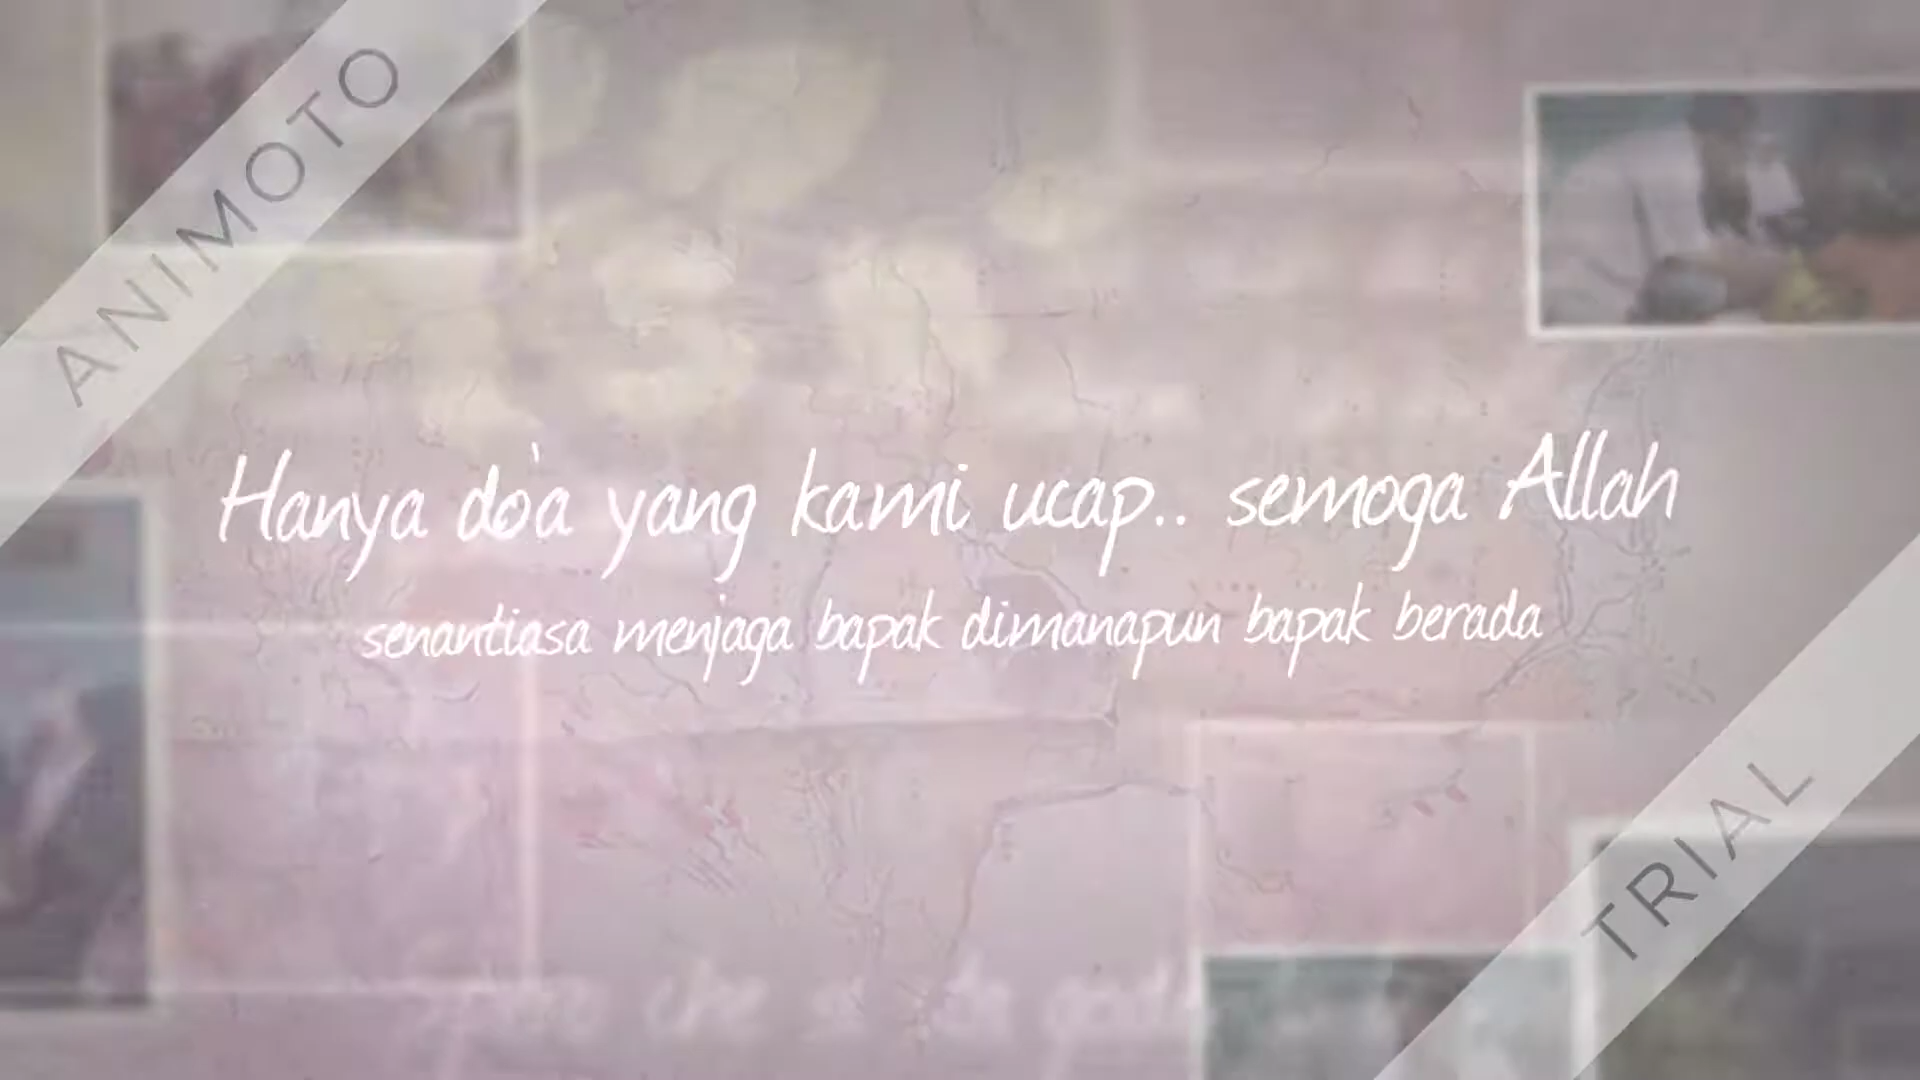 ANIMOTO
Hanya do'a yang kami ucap.. semoga Allah
senantiasa menjaga bapak dimanapun bapak berada
TRIAL